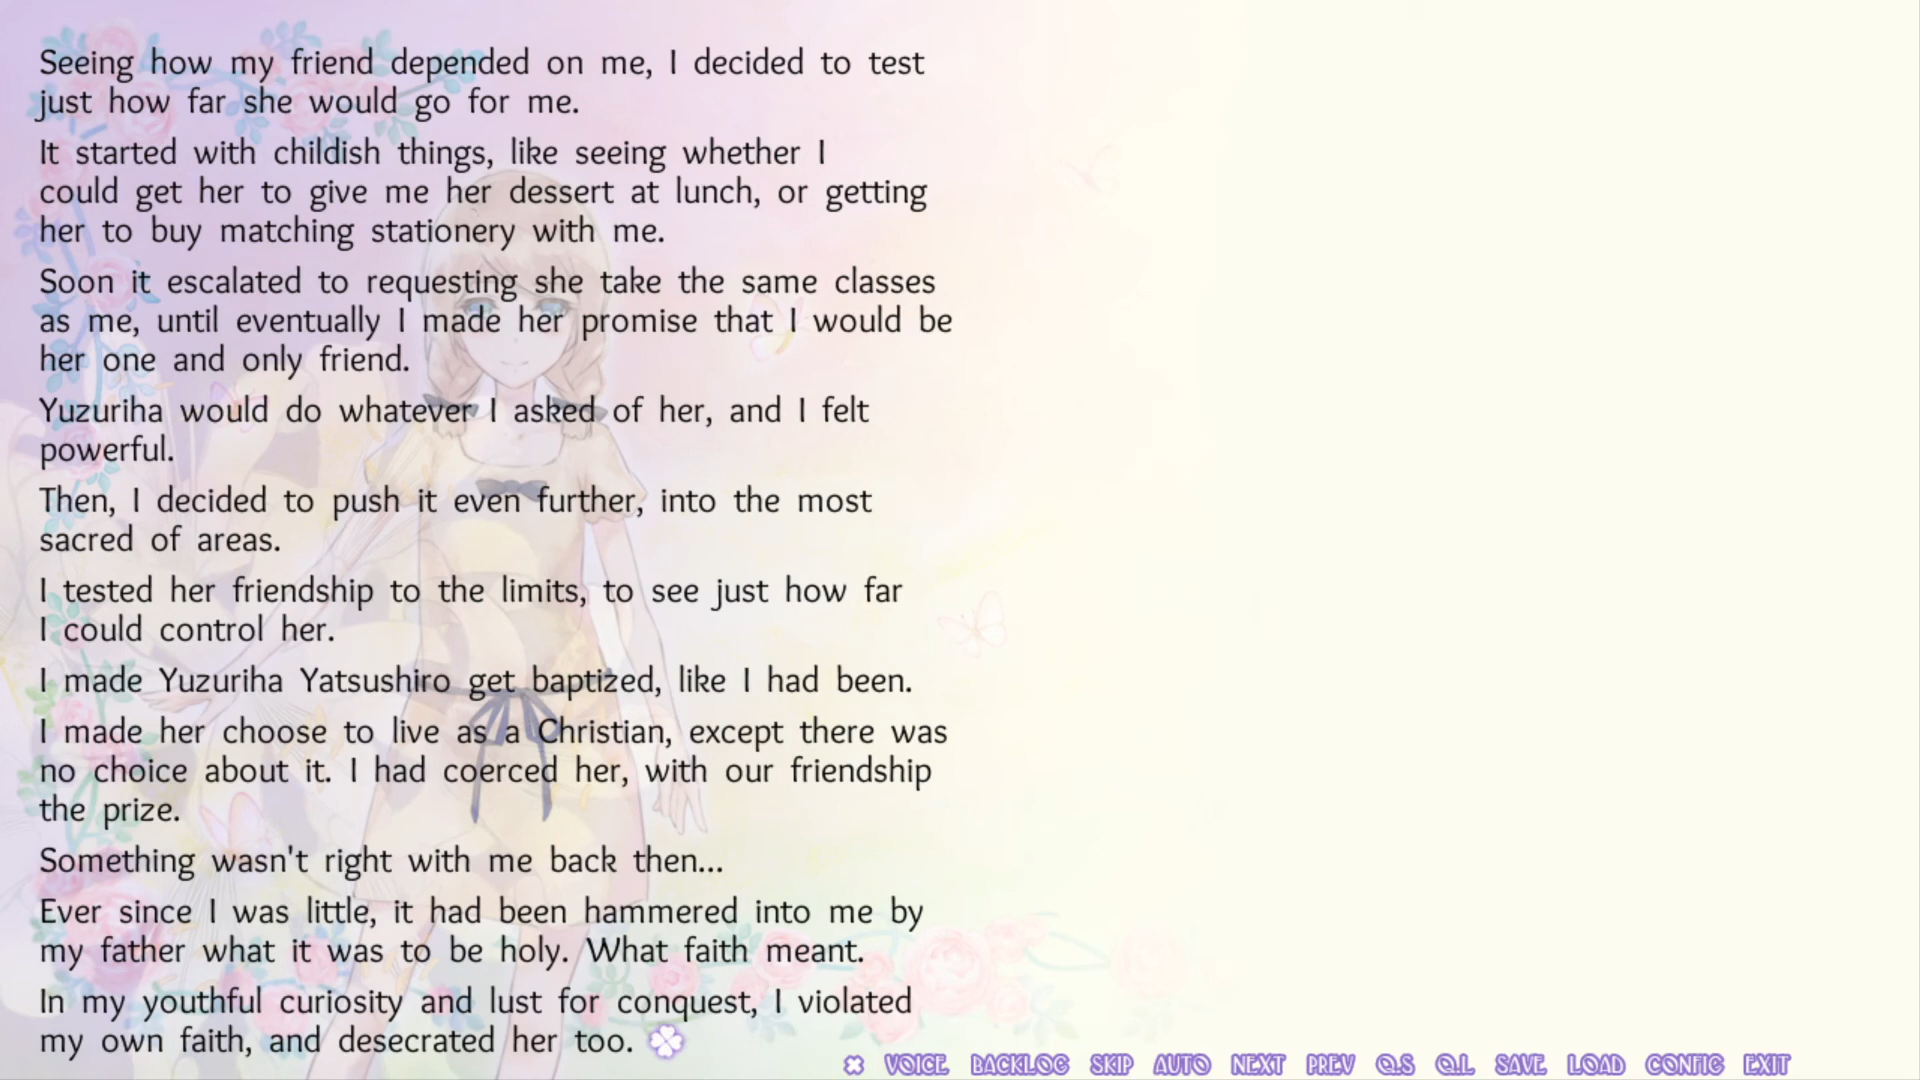 Seeing how my friend depended on me, I decided to test
just how far she would go for me.
It started with childish things, like seeing whether I
could get her to give me her dessert at lunch, or getting
her to buy matching stationery with me.
Soon it escalated to requesting she take the same classes
as me, until eventually I made her promise that I would be
her one and only friend.
Yuzuriha would do whatever I asked of her, and I felt
powerful.
Then, I decided to push it even further, into the most
sacred of areas.
I tested her friendship to the limits, to see just how far
I could control her.
I made Yuzuriha Yatsushiro get baptized, like I had been.
I made her choose to live as a Christian, except there was
no choice about it. I had coerced her, with our friendship
the prize.
Something wasn't right with me back then...
Ever since I was little, it had been hammered into me by
my father what it was to be holy. What faith meant.
In my youthful curiosity and lust for conquest, I violated
my own faith, and desecrated her too.
VOICE BACKLOG SKIP AUTO NEXT PREV Q.S Q.L SAVE LOAD CONFIG EXIT